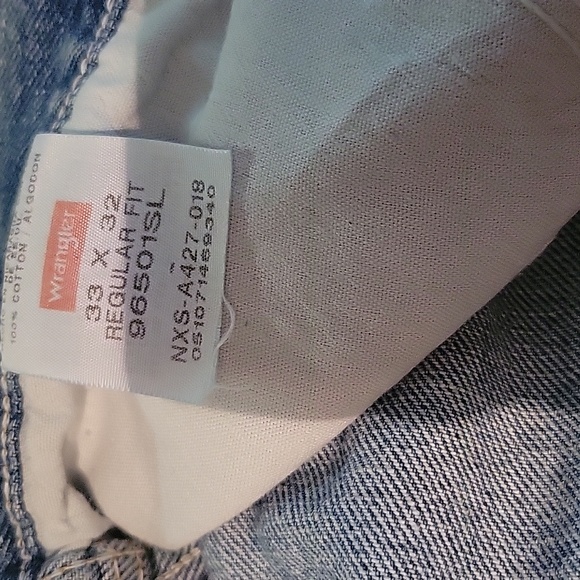 100% COTTON / ALGODON
Wrangler
33 X 32
REGULAR FIT
96501SL
NXS-A427-018
051071469340